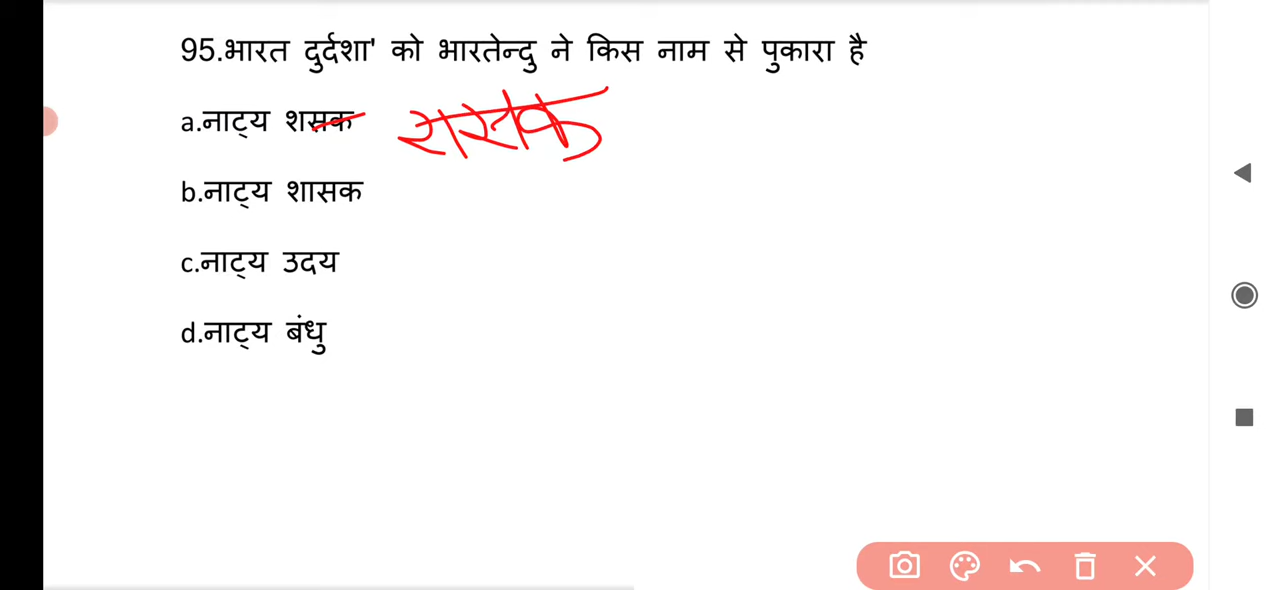 95.भारत दुर्दशा' को भारतेन्दु ने किस नाम से पुकारा है
a.नाट्य शसक रासक
b.नाट्य शासक
c.नाट्य उदय
d.नाट्य बंधु